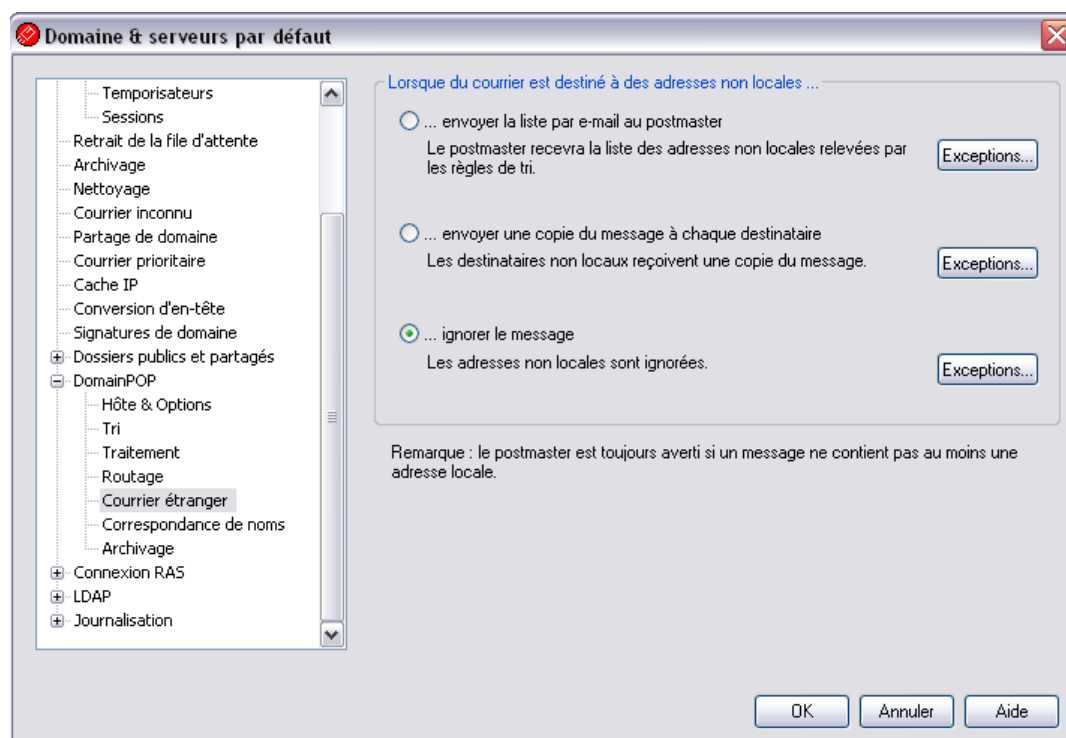 Domaine & serveurs par défaut
Temporisateurs
Sessions
Retrait de la file d'attente
Archivage
Nettoyage
Courrier inconnu
Partage de domaine
Courrier prioritaire
Cache IP
Conversion d'en-tête
Signatures de domaine
Dossiers publics et partagés
DomainPOP
Hôte & Options
Tri
Traitement
Routage
Courrier étranger
Correspondance de noms
Archivage
Connexion RAS
LDAP
Journalisation
Lorsque du courrier est destiné à des adresses non locales ...
... envoyer la liste par e-mail au postmaster
Le postmaster recevra la liste des adresses non locales relevées par
les règles de tri.
Exceptions...
... envoyer une copie du message à chaque destinataire
Les destinataires non locaux reçoivent une copie du message.
Exceptions...
... ignorer le message
Les adresses non locales sont ignorées.
Exceptions...
Remarque : le postmaster est toujours averti si un message ne contient pas au moins une
adresse locale.
OK
Annuler
Aide